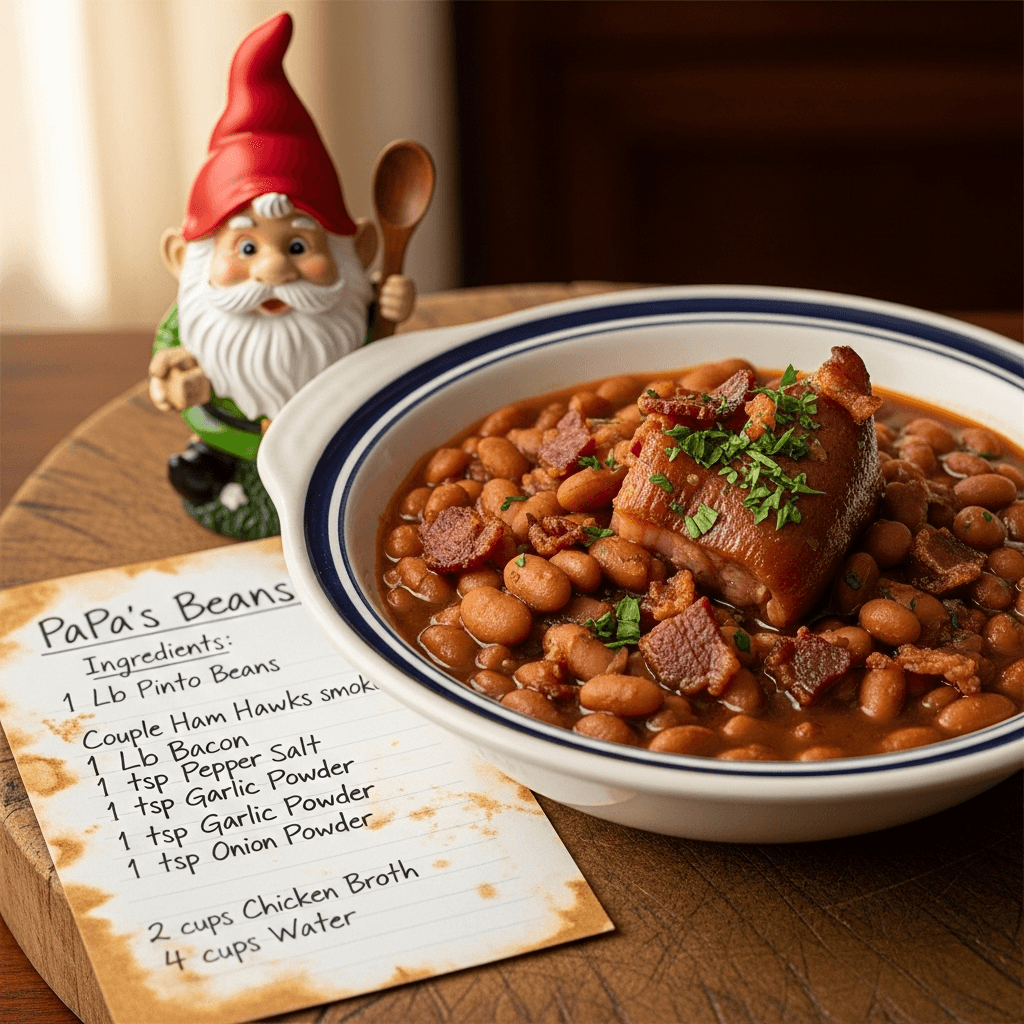 PaPa's Beans
Ingredients:
1 Lb Pinto Beans
Couple Ham Hawks
1 Lb Bacon
1 tsp Pepper Salt
1 tsp Garlic Powder
1 tsp Garlic Powder
1 tsp Onion Powder
2 cups Chicken Broth
4 cups Water